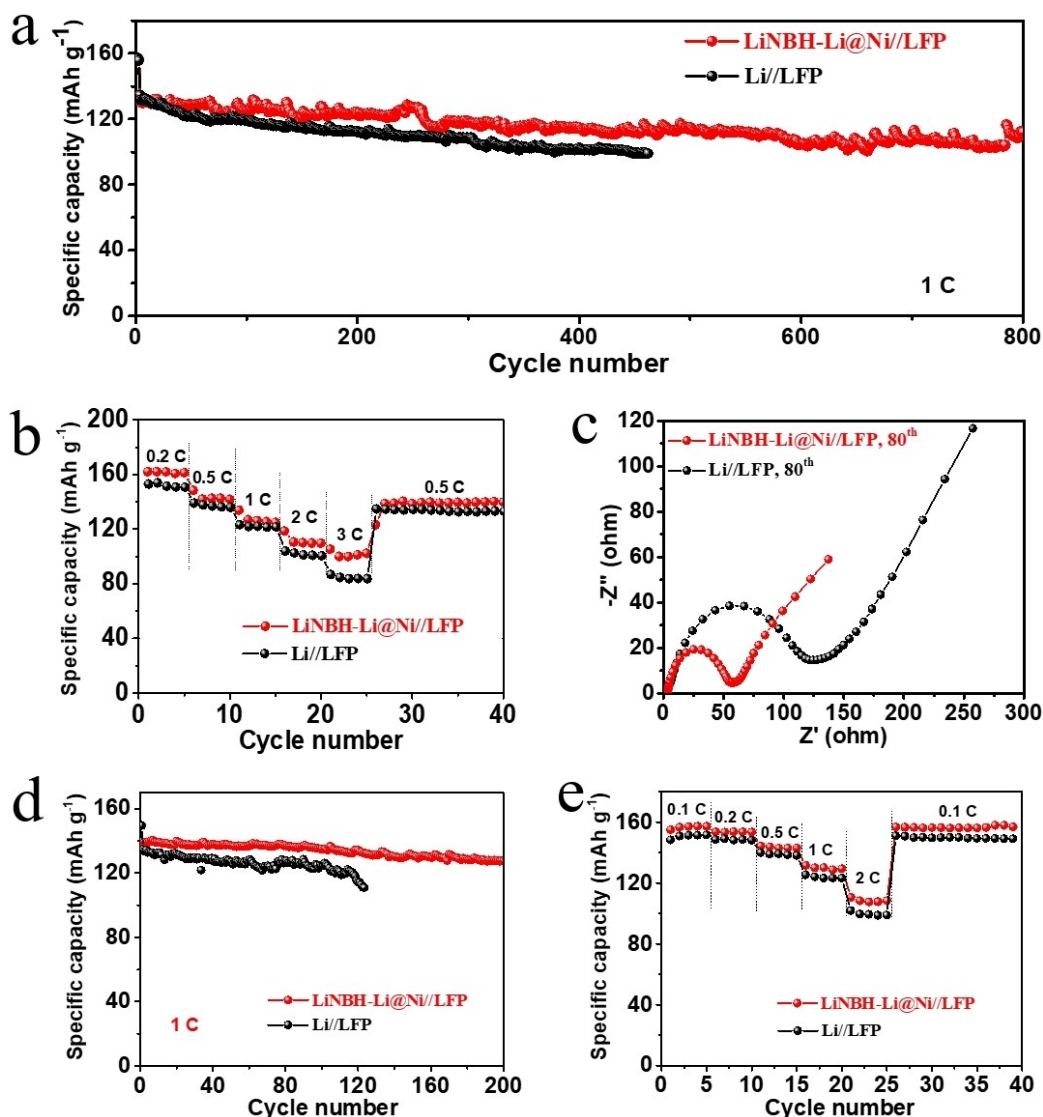 a
Specific capacity (mAh g⁻¹)
160
120
80
40
0
LiNBH-Li@Ni//LFP
Li//LFP
1 C
0 200 400 600 800
Cycle number
b
Specific capacity (mAh g⁻¹)
200
160
120
80
40
0
0.2 C
0.5 C
1 C
2 C
3 C
0.5 C
LiNBH-Li@Ni//LFP
Li//LFP
0 10 20 30 40
Cycle number
c
-Z" (ohm)
120
100
80
60
40
20
0
LiNBH-Li@Ni//LFP, 80th
Li//LFP, 80th
0 50 100 150 200 250 300
Z' (ohm)
d
Specific capacity (mAh g⁻¹)
160
120
80
40
0
LiNBH-Li@Ni//LFP
Li//LFP
1 C
0 40 80 120 160 200
Cycle number
e
Specific capacity (mAh g⁻¹)
160
120
80
40
0
0.1 C
0.2 C
0.5 C
1 C
2 C
0.1 C
LiNBH-Li@Ni//LFP
Li//LFP
0 5 10 15 20 25 30 35 40
Cycle number